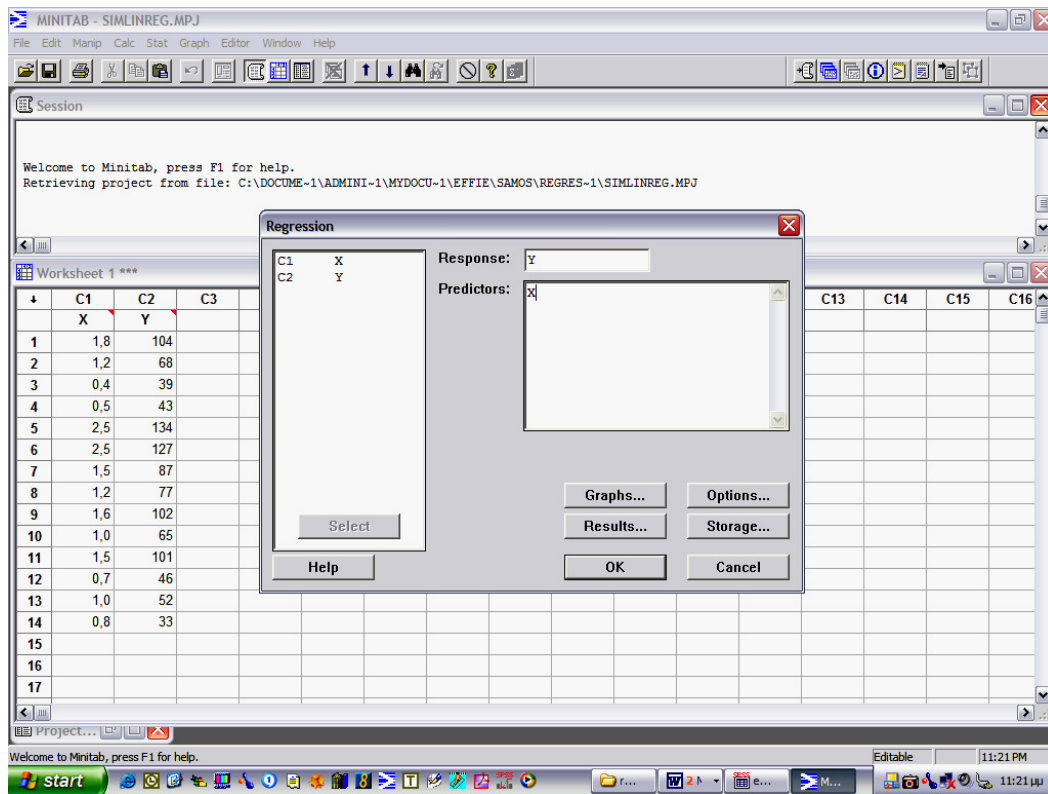 MINITAB - SIMLINREG.MPJ
File Edit Manip Calc Stat Graph Editor Window Help
Session
Welcome to Minitab, press F1 for help.
Retrieving project from file: C:\DOCUME~1\ADMINI~1\MYDOCU~1\EFFIE\SAMOS\REGRES~1\SIMLINREG.MPJ
Regression
C1 X
C2 Y
Response: Y
Predictors: X
Select
Graphs... Options...
Results... Storage...
Help OK Cancel
Worksheet 1 ***
C1 C2 C3 C13 C14 C15 C16
X Y
1 1,8 104
2 1,2 68
3 0,4 39
4 0,5 43
5 2,5 134
6 2,5 127
7 1,5 87
8 1,2 77
9 1,6 102
10 1,0 65
11 1,5 101
12 0,7 46
13 1,0 52
14 0,8 33
15
16
17
Project...
Welcome to Minitab, press F1 for help. Editable 11:21 PM
start r... e... M... 11:21 μμ